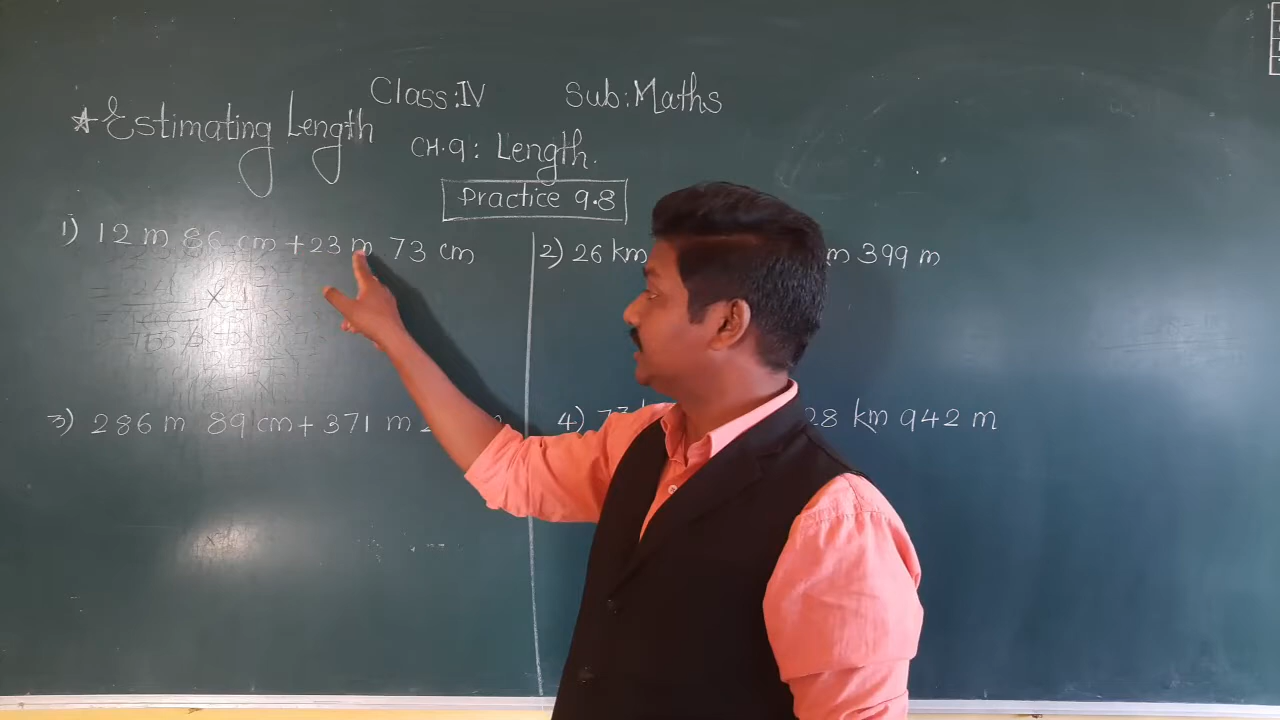 Class:IV Sub:Maths
★Estimating Length
CH.9: Length.
Practice 9.8
1) 12 m 86 cm +23 m 73 cm
2) 26 km m 399 m
3) 286 m 89 cm + 371 m
4) 28 km 942 m